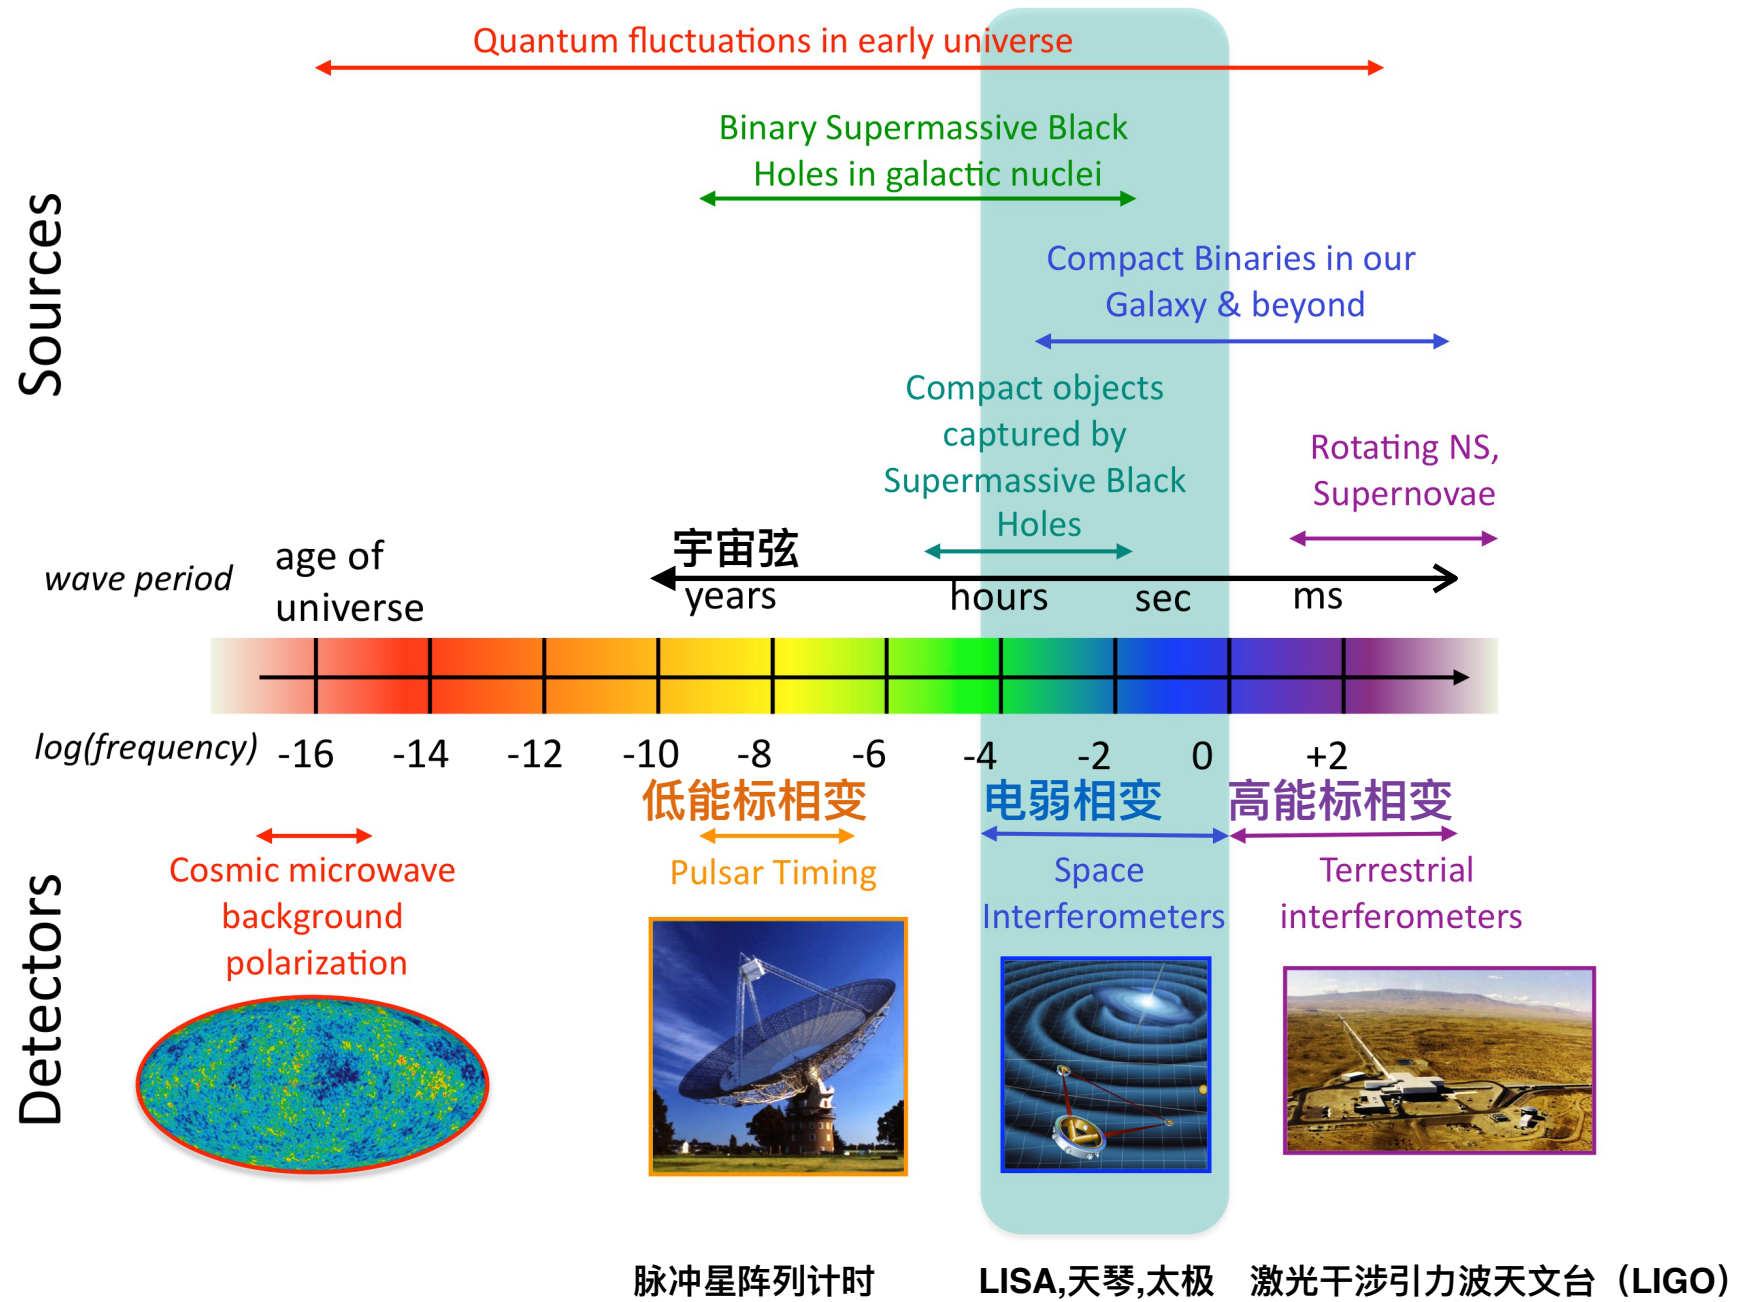 Quantum fluctuations in early universe
Binary Supermassive Black
Holes in galactic nuclei
Sources
Compact Binaries in our
Galaxy & beyond
Compact objects
captured by
Supermassive Black
Holes
Rotating NS,
Supernovae
宇宙弦
wave period
age of
universe
years
hours
sec
ms
log(frequency)
-16
-14
-12
-10
-8
-6
-4
-2
0
+2
低能标相变
电弱相变
高能标相变
Detectors
Cosmic microwave
background
polarization
Pulsar Timing
Space
Interferometers
Terrestrial
interferometers
脉冲星阵列计时
LISA,天琴,太极
激光干涉引力波天文台（LIGO）